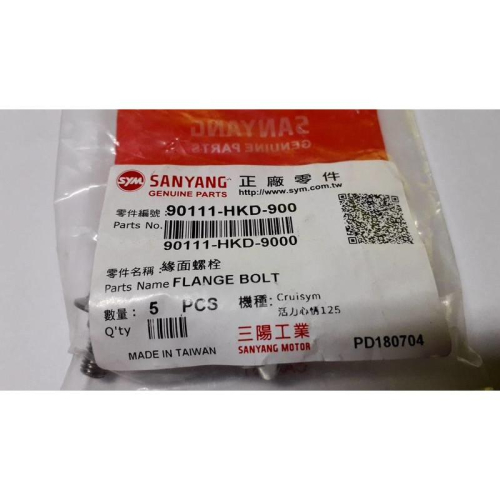 SANYANG
GENUINE PARTS
SYM SANYANG 正廠零件
GENUINE PARTS http://www.sym.com.tw
零件編號:90111-HKD-900
Parts No.
90111-HKD-9000
零件名稱:緣面螺栓
Parts Name FLANGE BOLT
數量: 5 PCS 機種: Cruisym
Q'ty 活力心情125
三陽工業
MADE IN TAIWAN SANYANG MOTOR PD180704